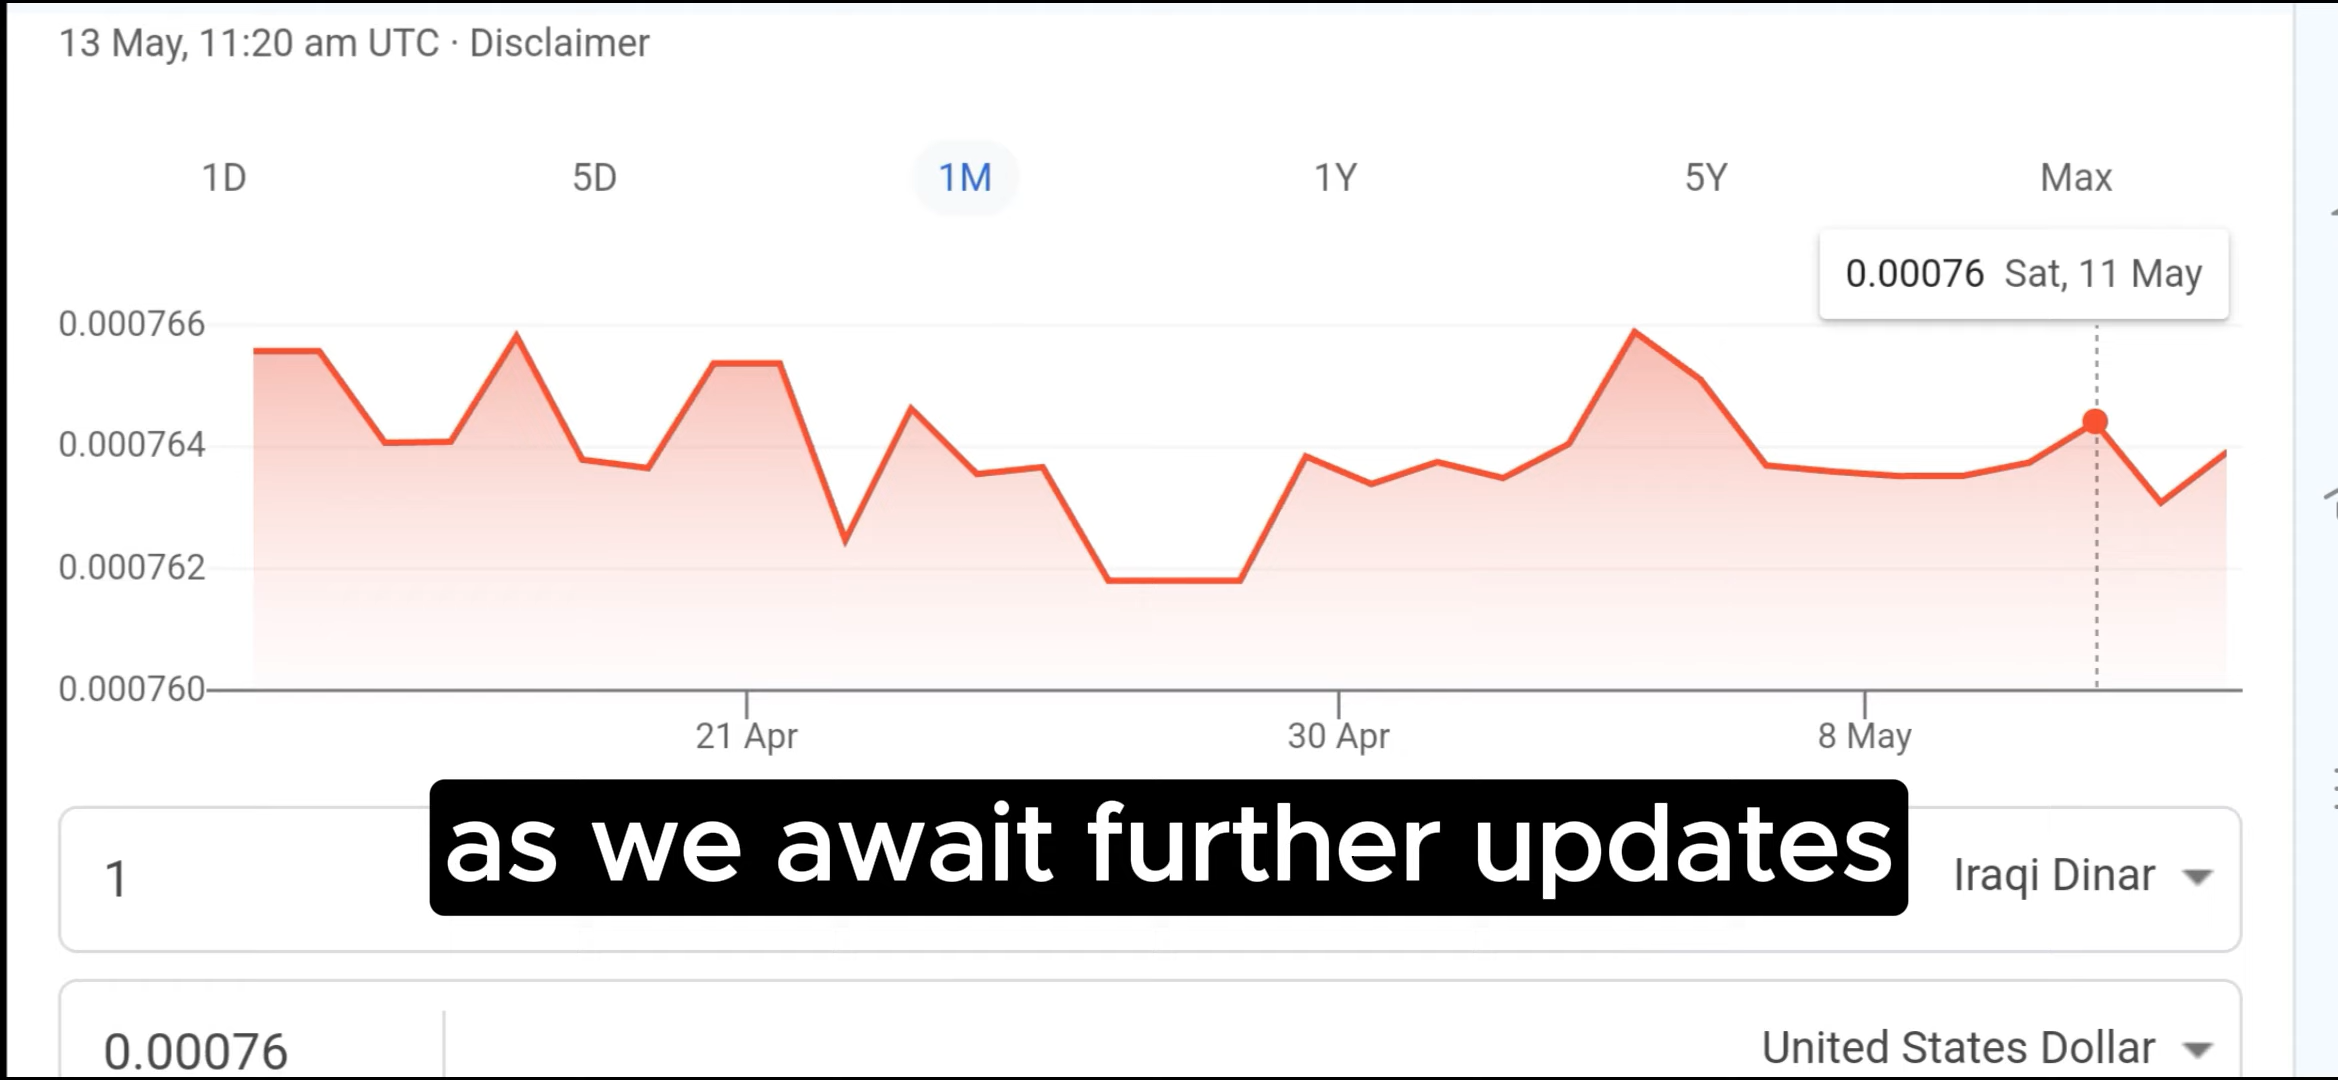 13 May, 11:20 am UTC · Disclaimer
1D 5D 1M 1Y 5Y Max
0.00076 Sat, 11 May
0.000766
0.000764
0.000762
0.000760
21 Apr 30 Apr 8 May
as we await further updates
1 Iraqi Dinar
0.00076 United States Dollar